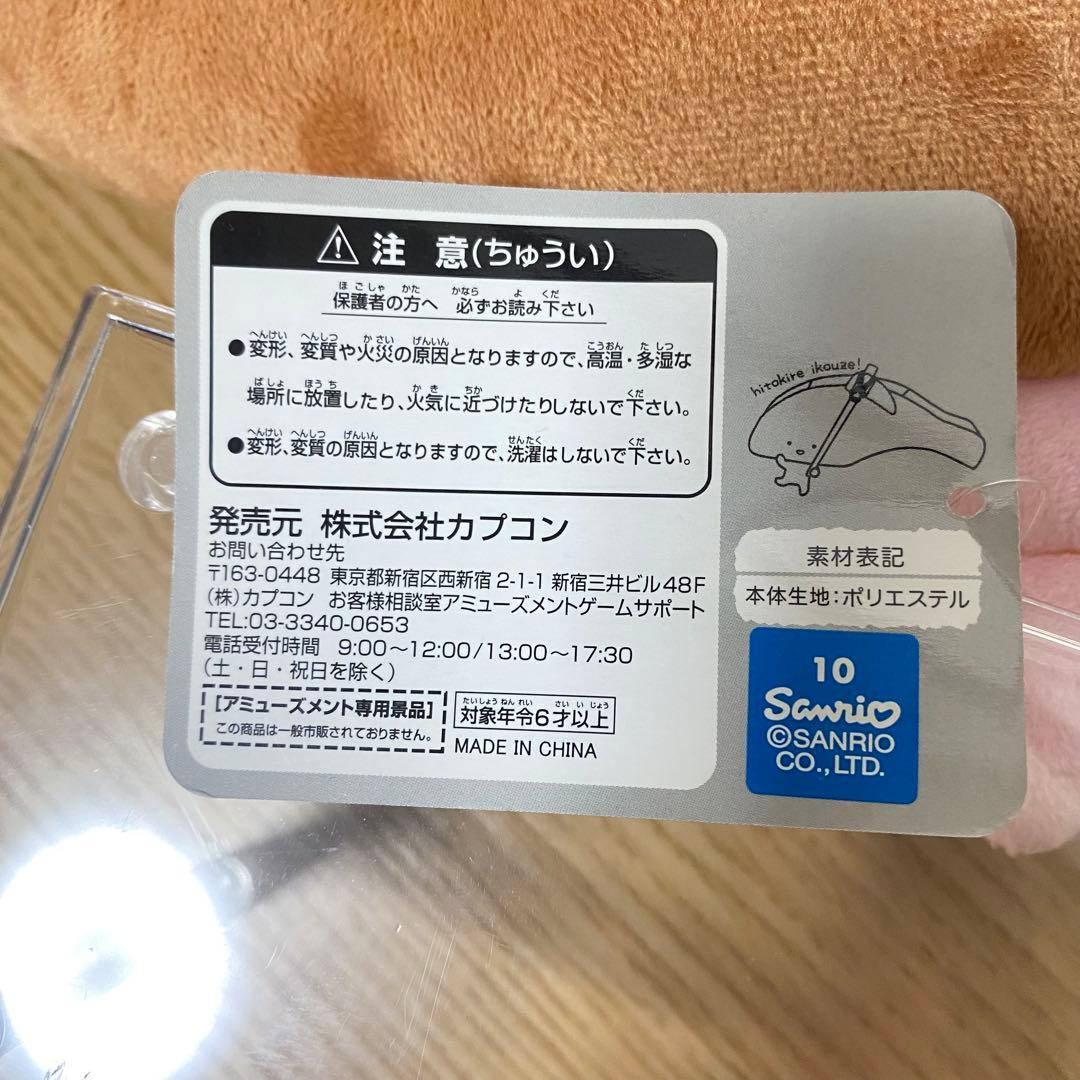 注 意(ちゅうい)
保護者の方へ 必ずお読み下さい
●変形、変質や火災の原因となりますので、高温・多湿な
場所に放置したり、火気に近づけたりしないで下さい。
●変形、変質の原因となりますので、洗濯はしないで下さい。
発売元 株式会社カプコン
お問い合わせ先
〒163-0448 東京都新宿区西新宿2-1-1 新宿三井ビル48F
(株)カプコン お客様相談室アミューズメントゲームサポート
TEL:03-3340-0653
電話受付時間 9:00～12:00/13:00～17:30
(土・日・祝日を除く)
[アミューズメント専用景品]
この商品は一般市販されておりません。
対象年令6才以上
MADE IN CHINA
hitokire ikouze!
素材表記
本体生地:ポリエステル
10
Sanrio
©SANRIO
CO.,LTD.